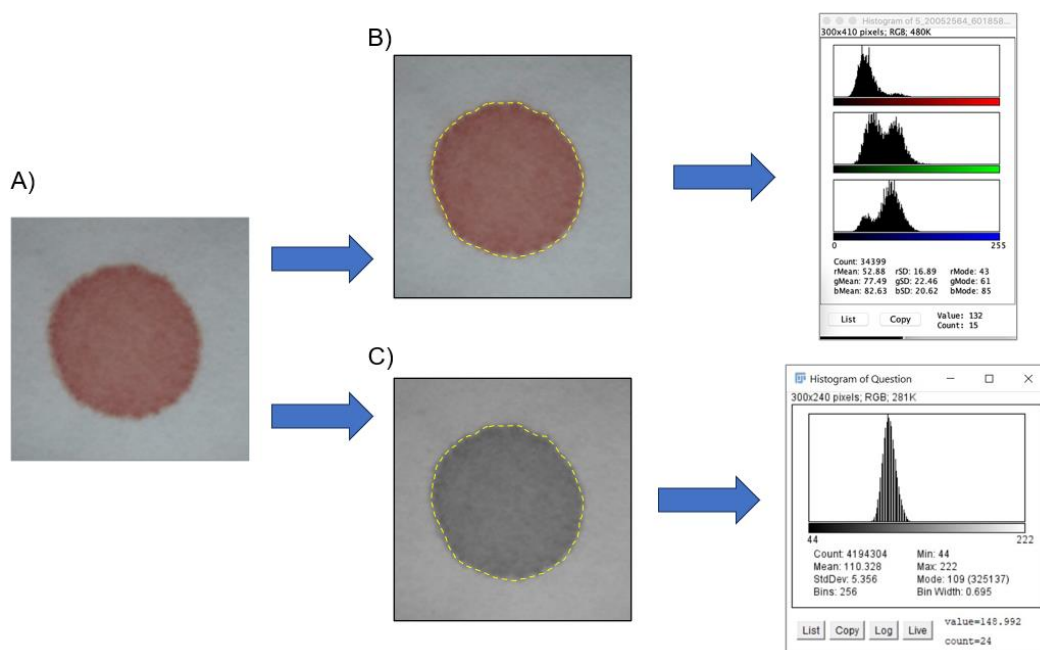 A)
B)
Histogram of 5_20052564_601858...
300x410 pixels; RGB; 480K
0 255
Count: 34399
rMean: 52.88 rSD: 16.89 rMode: 43
gMean: 77.49 gSD: 22.46 gMode: 61
bMean: 82.63 bSD: 20.62 bMode: 85
List Copy Value: 132
Count: 15
C)
Histogram of Question
300x240 pixels; RGB; 281K
44 222
Count: 4194304 Min: 44
Mean: 110.328 Max: 222
StdDev: 5.356 Mode: 109 (325137)
Bins: 256 Bin Width: 0.695
List Copy Log Live value=148.992
count=24